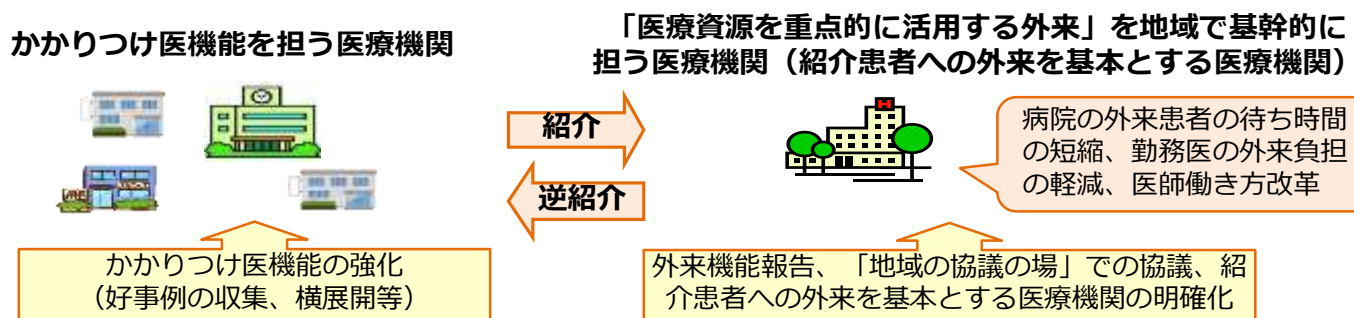 かかりつけ医機能を担う医療機関
「医療資源を重点的に活用する外来」を地域で基幹的に
担う医療機関（紹介患者への外来を基本とする医療機関）
紹介
逆紹介
病院の外来患者の待ち時間
の短縮、勤務医の外来負担
の軽減、医師働き方改革
かかりつけ医機能の強化
（好事例の収集、横展開等）
外来機能報告、「地域の協議の場」での協議、紹
介患者への外来を基本とする医療機関の明確化
H